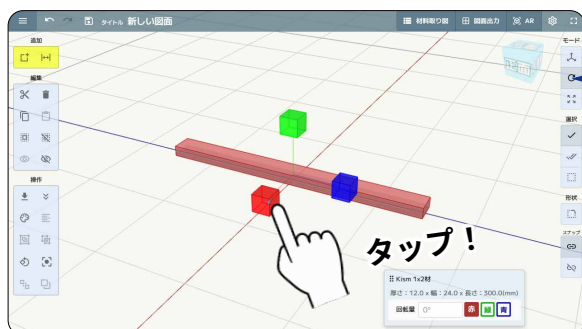 タイトル 新しい図面
材料取り図 図面出力 AR
追加
編集
操作
モード
選択
形状
スナップ
正面
タップ！
Kism 1x2材
厚さ：12.0 x 幅：24.0 x 長さ：300.0(mm)
回転量 0° 赤 緑 青